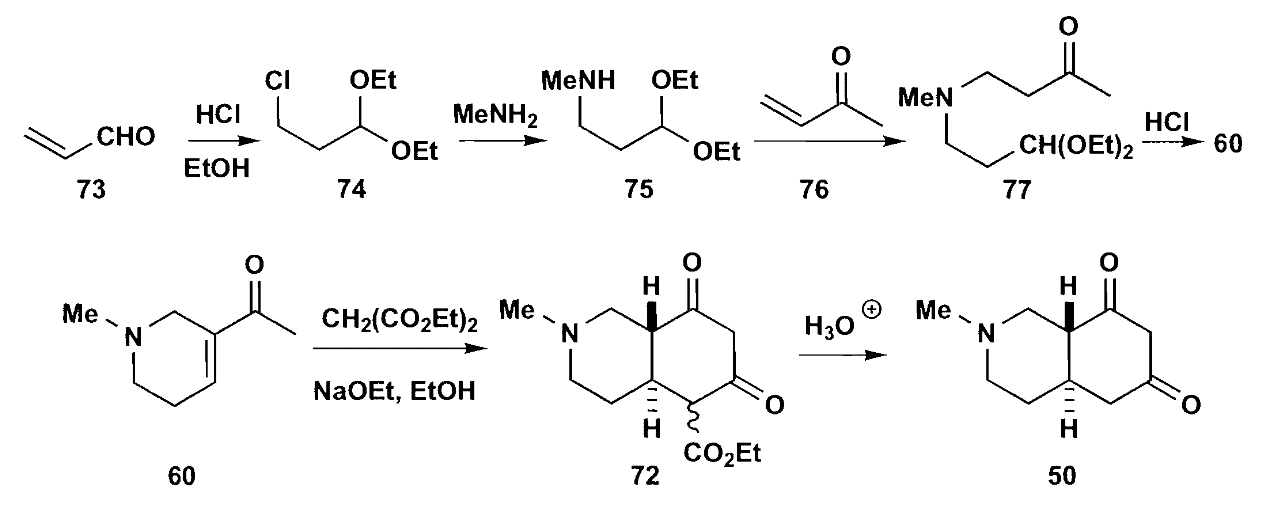 Cl OEt MeNHH OEt O O
HCl MeNH₂ MeN HCl
CHO EtOH OEt OEt CH(OEt)₂ 60
73 74 75 76 77
O H O H O
Me N CH₂(CO₂Et)₂ Me N H₃O⊕ Me N
NaOEt, EtOH O O
H CO₂Et H
60 72 50